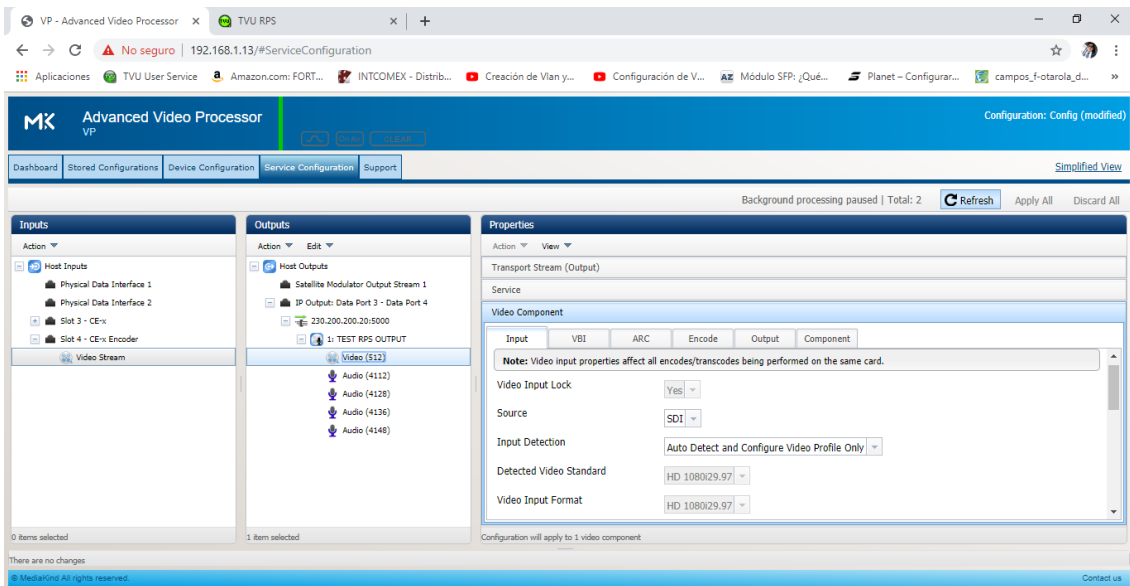 VP - Advanced Video Processor
TVU RPS
No seguro | 192.168.1.13/#ServiceConfiguration
Aplicaciones TVU User Service Amazon.com: FORT... INTCOMEX - Distrib... Creación de Vlan y... Configuración de V... Módulo SFP: ¿Qué... Planet – Configurar... campos_f-otarola_d... »
MK Advanced Video Processor
VP
On Air CLEAR
Configuration: Config (modified)
Dashboard Stored Configurations Device Configuration Service Configuration Support
Simplified View
Background processing paused | Total: 2 Refresh Apply All Discard All
Inputs
Action
Host Inputs
Physical Data Interface 1
Physical Data Interface 2
Slot 3 - CE-x
Slot 4 - CE-x Encoder
Video Stream
0 items selected
Outputs
Action Edit
Host Outputs
Satellite Modulator Output Stream 1
IP Output: Data Port 3 - Data Port 4
230.200.200.20:5000
1: TEST RPS OUTPUT
Video (512)
Audio (4112)
Audio (4128)
Audio (4136)
Audio (4148)
1 item selected
Properties
Action View
Transport Stream (Output)
Service
Video Component
Input VBI ARC Encode Output Component
Note: Video input properties affect all encodes/transcodes being performed on the same card.
Video Input Lock Yes
Source SDI
Input Detection Auto Detect and Configure Video Profile Only
Detected Video Standard HD 1080i29.97
Video Input Format HD 1080i29.97
Configuration will apply to 1 video component
There are no changes
© MediaKind All rights reserved.
Contact us